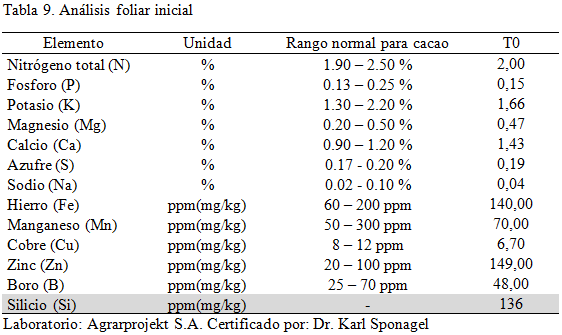 Tabla 9. Análisis foliar inicial
Elemento Unidad Rango normal para cacao T0
Nitrógeno total (N) % 1.90 – 2.50 % 2,00
Fosforo (P) % 0.13 – 0.25 % 0,15
Potasio (K) % 1.30 – 2.20 % 1,66
Magnesio (Mg) % 0.20 – 0.50 % 0,47
Calcio (Ca) % 0.90 – 1.20 % 1,43
Azufre (S) % 0.17 - 0.20 % 0,19
Sodio (Na) % 0.02 - 0.10 % 0,04
Hierro (Fe) ppm(mg/kg) 60 – 200 ppm 140,00
Manganeso (Mn) ppm(mg/kg) 50 – 300 ppm 70,00
Cobre (Cu) ppm(mg/kg) 8 – 12 ppm 6,70
Zinc (Zn) ppm(mg/kg) 20 – 100 ppm 149,00
Boro (B) ppm(mg/kg) 25 – 70 ppm 48,00
Silicio (Si) ppm(mg/kg) - 136
Laboratorio: Agrarprojekt S.A. Certificado por: Dr. Karl Sponagel